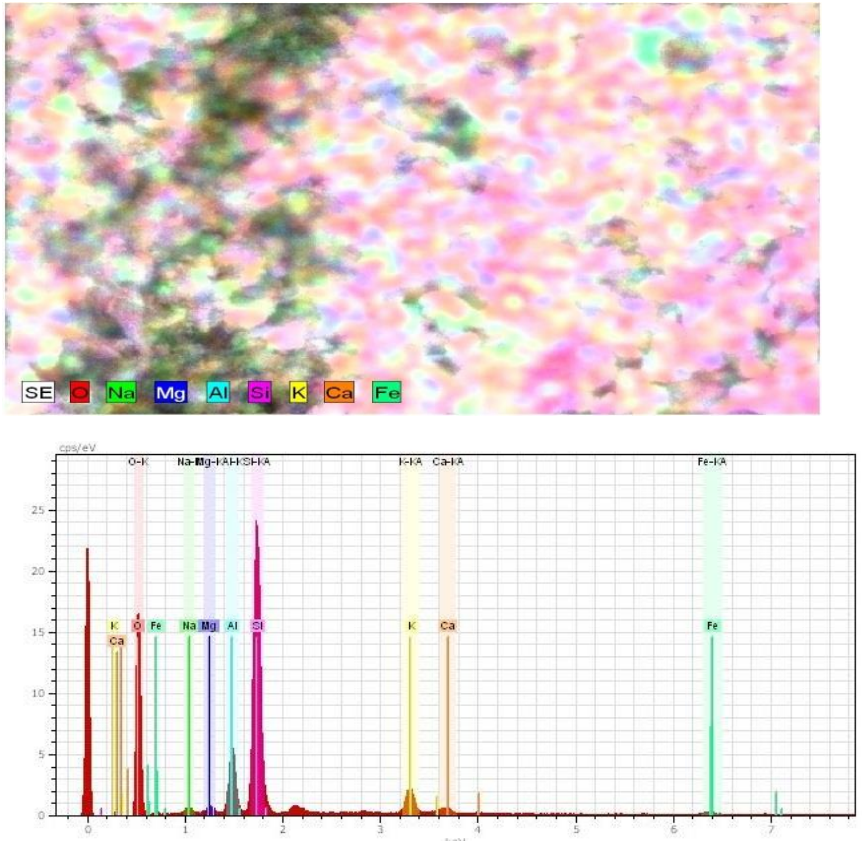 SE O Na Mg Al Si K Ca Fe
cps/eV
O-K Na-K Mg-KA Al-KSi-KA K-KA Ca-KA Fe-KA
25
20
15
10
5
0
K O Fe Na Mg Al Si K Ca Fe
Ca
0 1 2 3 4 5 6 7